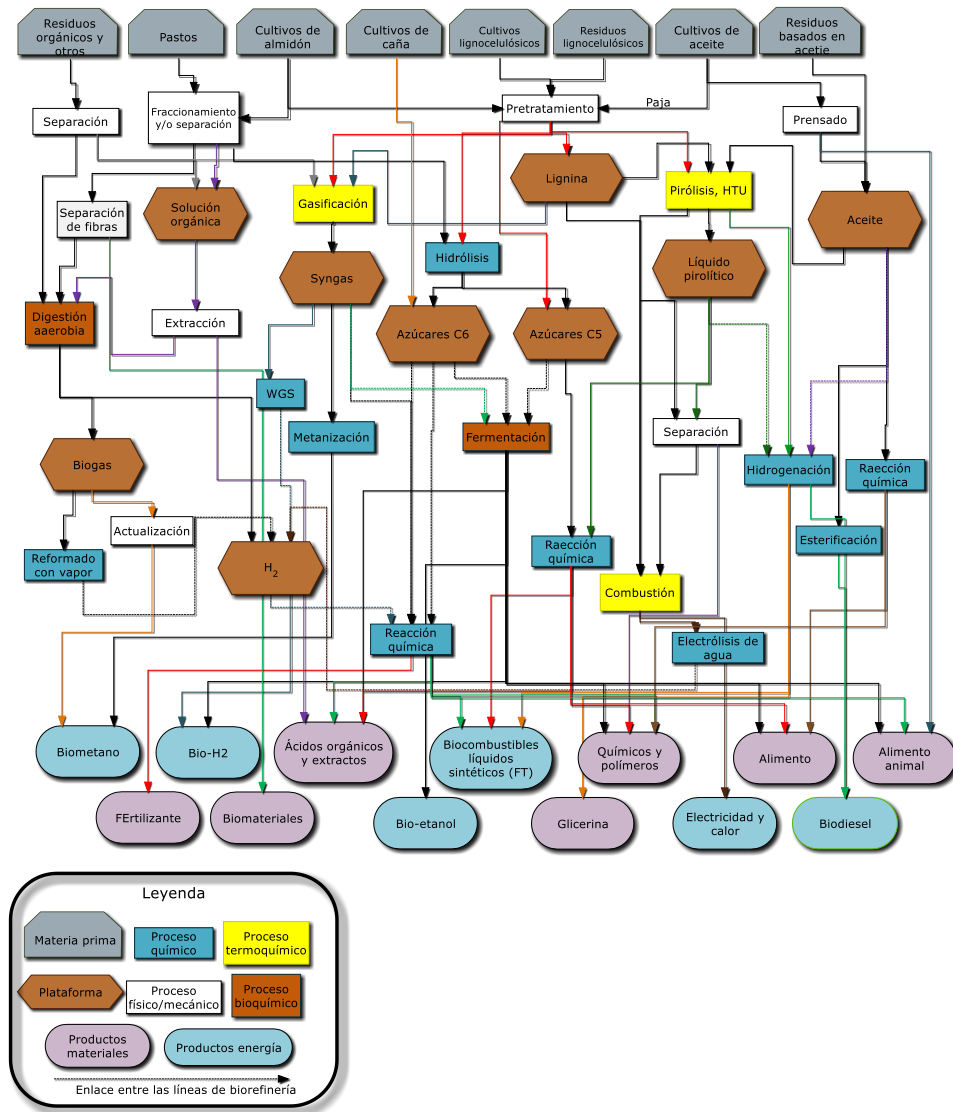 Residuos
orgánicos y
otros
Pastos
Cultivos de
almidón
Cultivos de
caña
Cultivos
lignocelulósicos
Residuos
lignocelulósicos
Cultivos de
aceite
Residuos
basados en
acetie
Separación
Fraccionamiento
y/o separación
Pretratamiento
Paja
Prensado
Separación
de fibras
Solución
orgánica
Gasificación
Lignina
Pirólisis, HTU
Aceite
Hidrólisis
Syngas
Líquido
pirolítico
Digestión
aaerobia
Extracción
Azúcares C6
Azúcares C5
WGS
Metanización
Fermentación
Separación
Biogas
Hidrogenación
Raección
química
Actualización
Reformado
con vapor
H2
Raección
química
Esterificación
Combustión
Reacción
química
Electrólisis de
agua
Biometano
Bio-H2
Ácidos orgánicos
y extractos
Biocombustibles
líquidos
sintéticos (FT)
Químicos y
polímeros
Alimento
Alimento
animal
FErtilizante
Biomateriales
Bio-etanol
Glicerina
Electricidad y
calor
Biodiesel
Leyenda
Materia prima
Proceso
químico
Proceso
termoquímico
Plataforma
Proceso
físico/mecánico
Proceso
bioquímico
Productos
materiales
Productos energía
Enlace entre las líneas de biorefinería